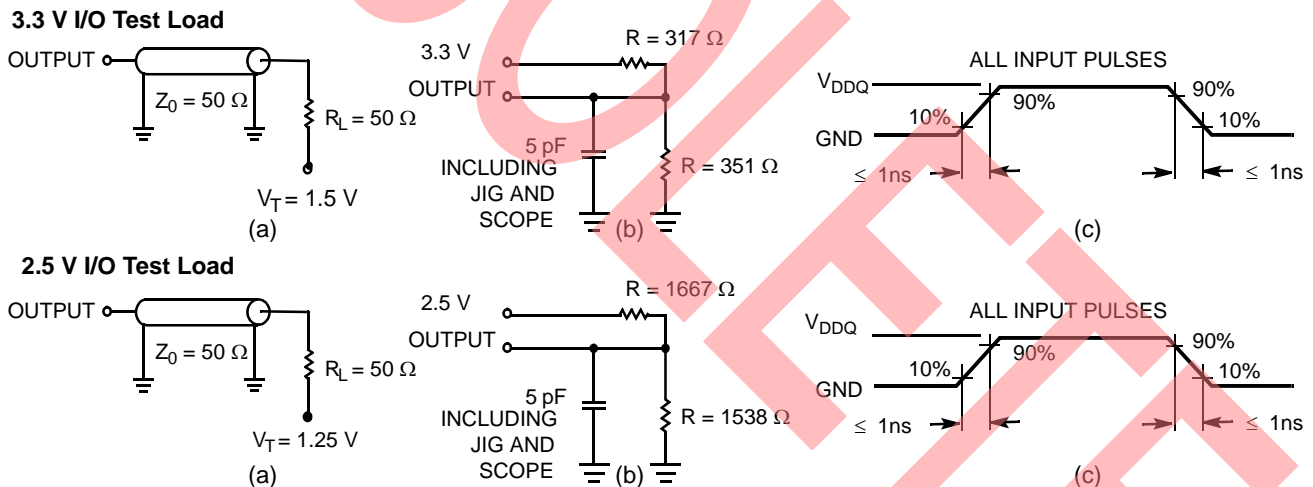 3.3 V I/O Test Load
OUTPUT
Z0 = 50 Ω
RL = 50 Ω
VT = 1.5 V
(a)
3.3 V
OUTPUT
R = 317 Ω
5 pF
INCLUDING
JIG AND
SCOPE
R = 351 Ω
(b)
ALL INPUT PULSES
VDDQ
GND
10%
90%
90%
10%
≤ 1ns
≤ 1ns
(c)
2.5 V I/O Test Load
OUTPUT
Z0 = 50 Ω
RL = 50 Ω
VT = 1.25 V
(a)
2.5 V
OUTPUT
R = 1667 Ω
5 pF
INCLUDING
JIG AND
SCOPE
R = 1538 Ω
(b)
ALL INPUT PULSES
VDDQ
GND
10%
90%
90%
10%
≤ 1ns
≤ 1ns
(c)